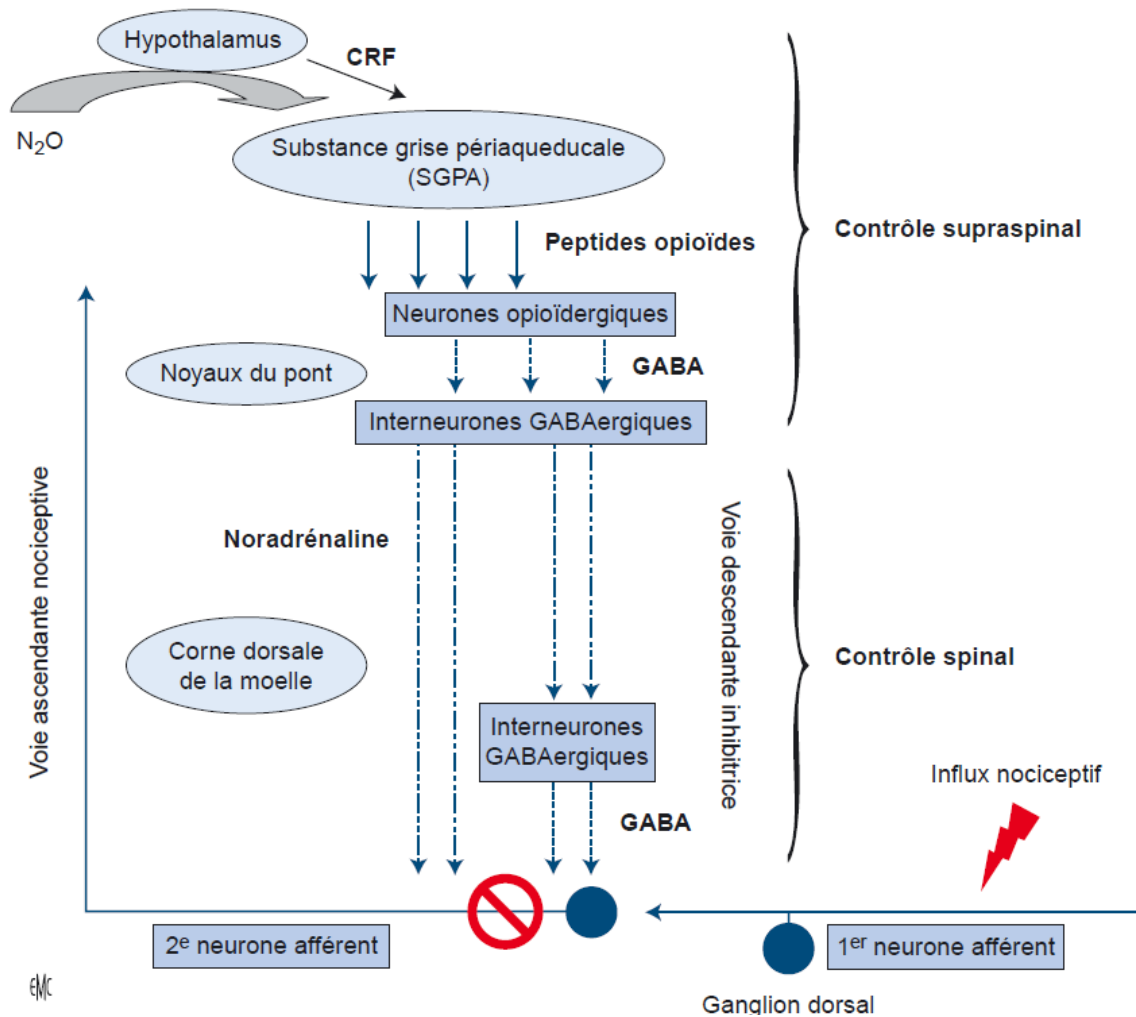 Hypothalamus
CRF
N₂O
Substance grise périaqueducale
(SGPA)
Peptides opioïdes
Contrôle supraspinal
Neurones opioïdergiques
Noyaux du pont
GABA
Interneurones GABAergiques
Voie ascendante nociceptive
Noradrénaline
Voie descendante inhibitrice
Corne dorsale
de la moelle
Contrôle spinal
Interneurones
GABAergiques
Influx nociceptif
GABA
2e neurone afférent
1er neurone afférent
EMC
Ganglion dorsal